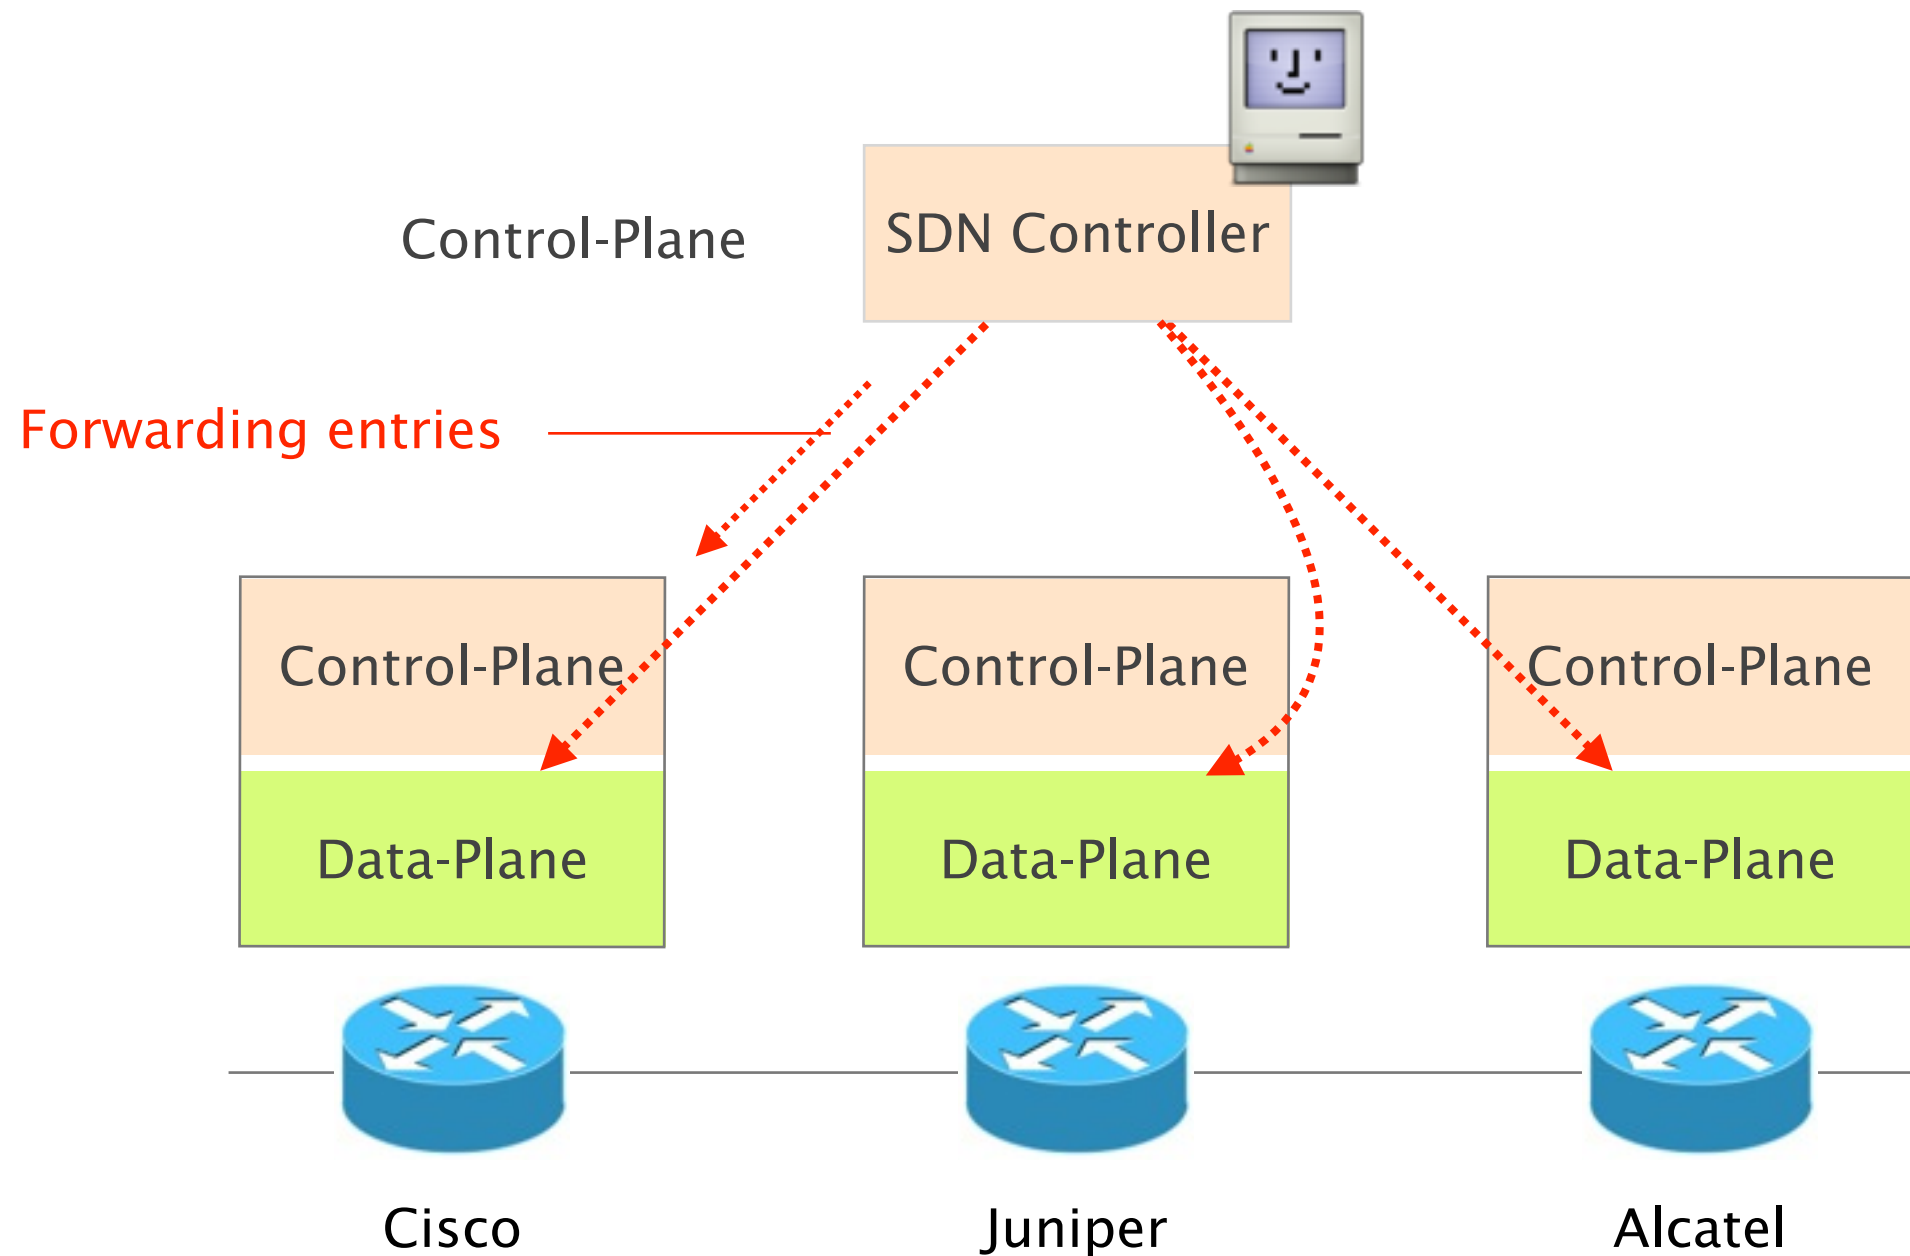 SDN Controller
Control-Plane
Forwarding entries
Control-Plane
Control-Plane
Control-Plane
Data-Plane
Data-Plane
Data-Plane
Cisco
Juniper
Alcatel